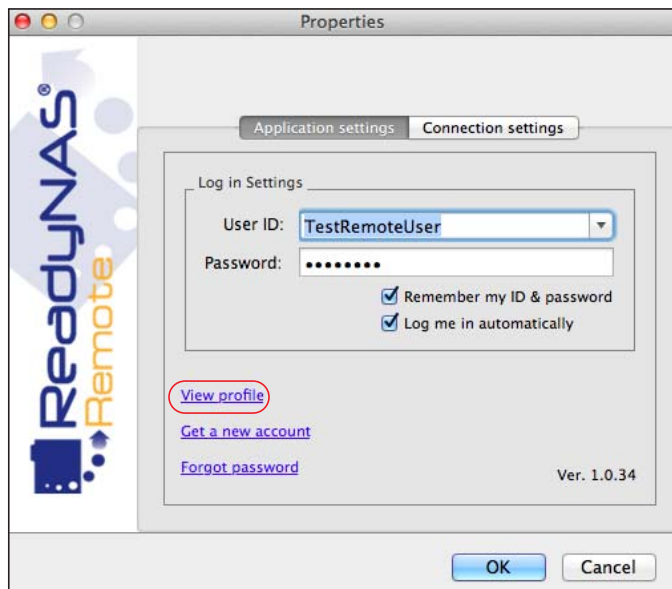 Properties
ReadyNAS®
Remote
Application settings
Connection settings
Log in Settings
User ID: TestRemoteUser
Password: ••••••••
Remember my ID & password
Log me in automatically
View profile
Get a new account
Forgot password
Ver. 1.0.34
OK
Cancel